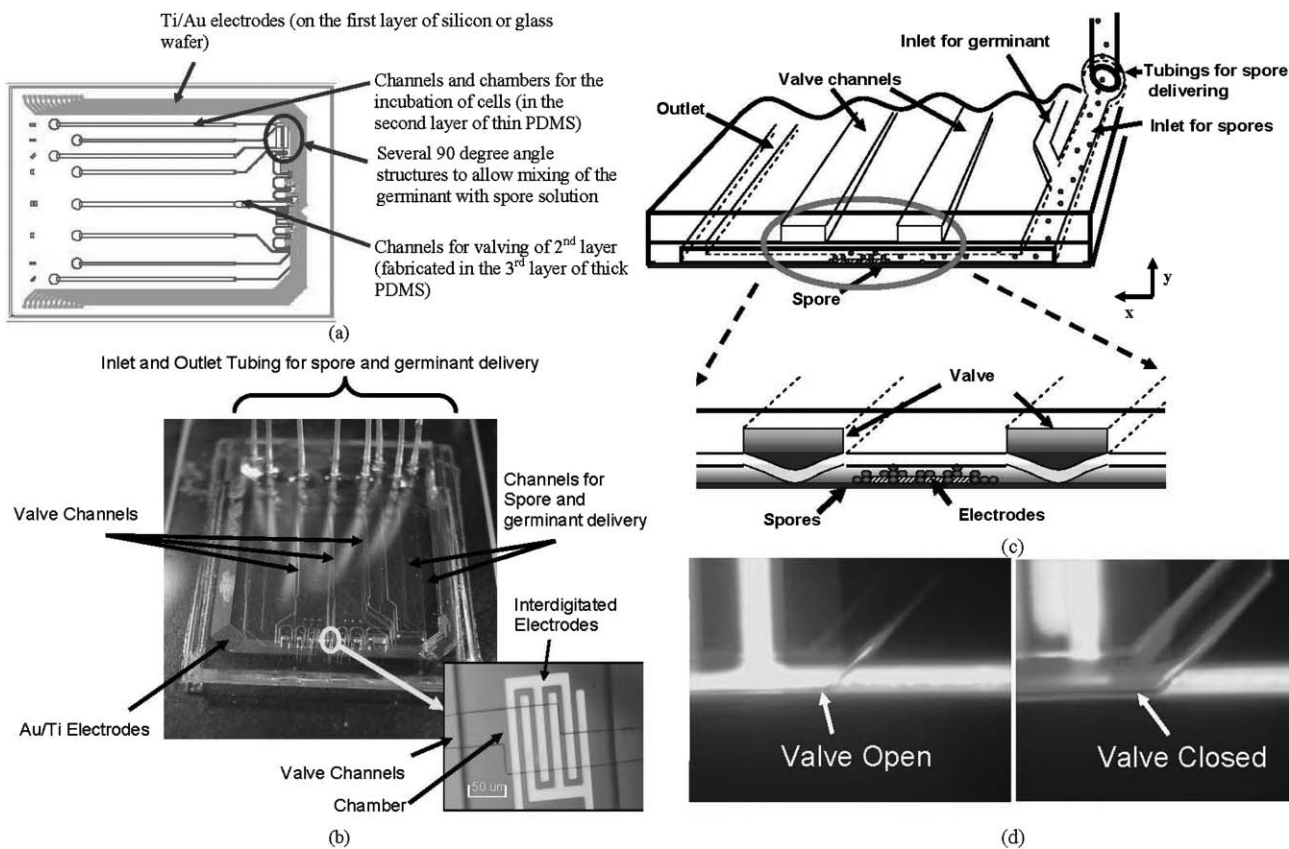 Ti/Au electrodes (on the first layer of silicon or glass
wafer)
Channels and chambers for the
incubation of cells (in the
second layer of thin PDMS)
Several 90 degree angle
structures to allow mixing of the
germinant with spore solution
Channels for valving of 2nd layer
(fabricated in the 3rd layer of thick
PDMS)
(a)
Inlet and Outlet Tubing for spore and germinant delivery
Valve Channels
Channels for
Spore and
germinant delivery
Interdigitated
Electrodes
Au/Ti Electrodes
Valve Channels
Chamber
50 um
(b)
Inlet for germinant
Valve channels
Outlet
Tubings for spore
delivering
Inlet for spores
Spore
y
x
Valve
Spores
Electrodes
(c)
Valve Open
Valve Closed
(d)